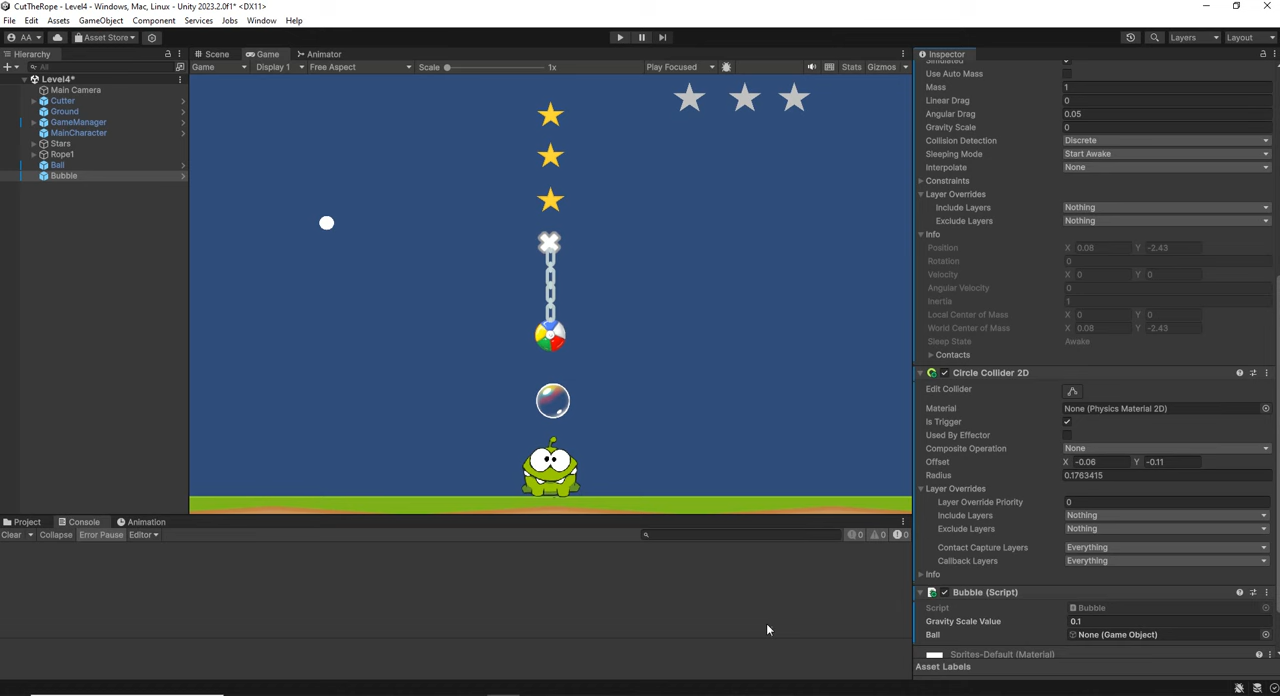 CutTheRope - Level4 - Windows, Mac, Linux - Unity 2023.2.0f1* <DX11>
File Edit Assets GameObject Component Services Jobs Window Help
AA Asset Store Layers Layout
Hierarchy Scene Game Animator Inspector
All Game Display 1 Free Aspect Scale 1x Play Focused Stats Gizmos
Simulated
Level4*
Main Camera
Cutter
Ground
GameManager
MainCharacter
Stars
Rope1
Ball
Bubble
Use Auto Mass
Mass 1
Linear Drag 0
Angular Drag 0.05
Gravity Scale 0
Collision Detection Discrete
Sleeping Mode Start Awake
Interpolate None
Constraints
Layer Overrides
Include Layers Nothing
Exclude Layers Nothing
Info
Position X 0.08 Y -2.43
Rotation 0
Velocity X 0 Y 0
Angular Velocity 0
Inertia 1
Local Center of Mass X 0 Y 0
World Center of Mass X 0.08 Y -2.43
Sleep State Awake
Contacts
Circle Collider 2D
Edit Collider
Material None (Physics Material 2D)
Is Trigger
Used By Effector
Composite Operation None
Offset X -0.06 Y -0.11
Radius 0.1763415
Layer Overrides
Layer Override Priority 0
Include Layers Nothing
Exclude Layers Nothing
Contact Capture Layers Everything
Callback Layers Everything
Info
Bubble (Script)
Script Bubble
Gravity Scale Value 0.1
Ball None (Game Object)
Sprites-Default (Material)
Asset Labels
Project Console Animation
Clear Collapse Error Pause Editor 0 0 0